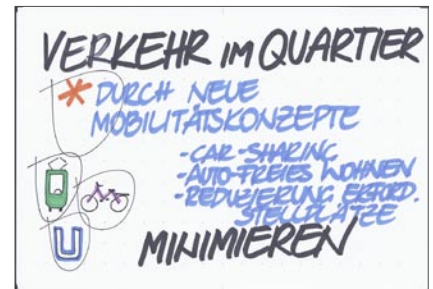 VERKEHR IM QUARTIER
* DURCH NEUE
MOBILITÄTSKONZEPTE
- CAR-SHARING
- AUTO-FREIES WOHNEN
- REDUZIERUNG ERFORD.
STELLPLÄTZE
U
MINIMIEREN